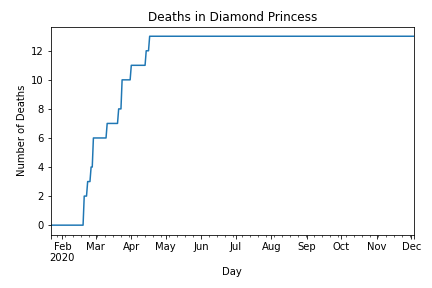 Deaths in Diamond Princess
Number of Deaths
12
10
8
6
4
2
0
Feb Mar Apr May Jun Jul Aug Sep Oct Nov Dec
2020
Day